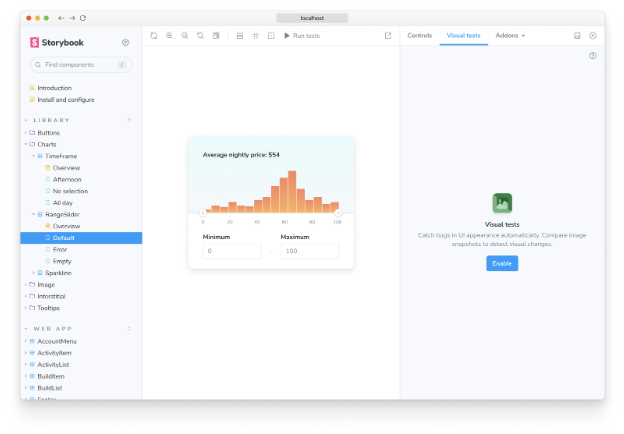 localhost
Storybook
Find components
/
Introduction
Install and configure
LIBRARY
Buttons
Charts
TimeFrame
Overview
Afternoon
No selection
All day
RangeSlider
Overview
Default
Error
Empty
Sparkline
Image
Interstitial
Tooltips
WEB APP
AccountMenu
ActivityItem
ActivityList
BuildItem
BuildList
Footer
Run tests
Average nightly price: $54
0 20 40 60 80 100
Minimum Maximum
0 – 100
Controls Visual tests Addons
Visual tests
Catch bugs in UI appearance automatically. Compare image
snapshots to detect visual changes.
Enable